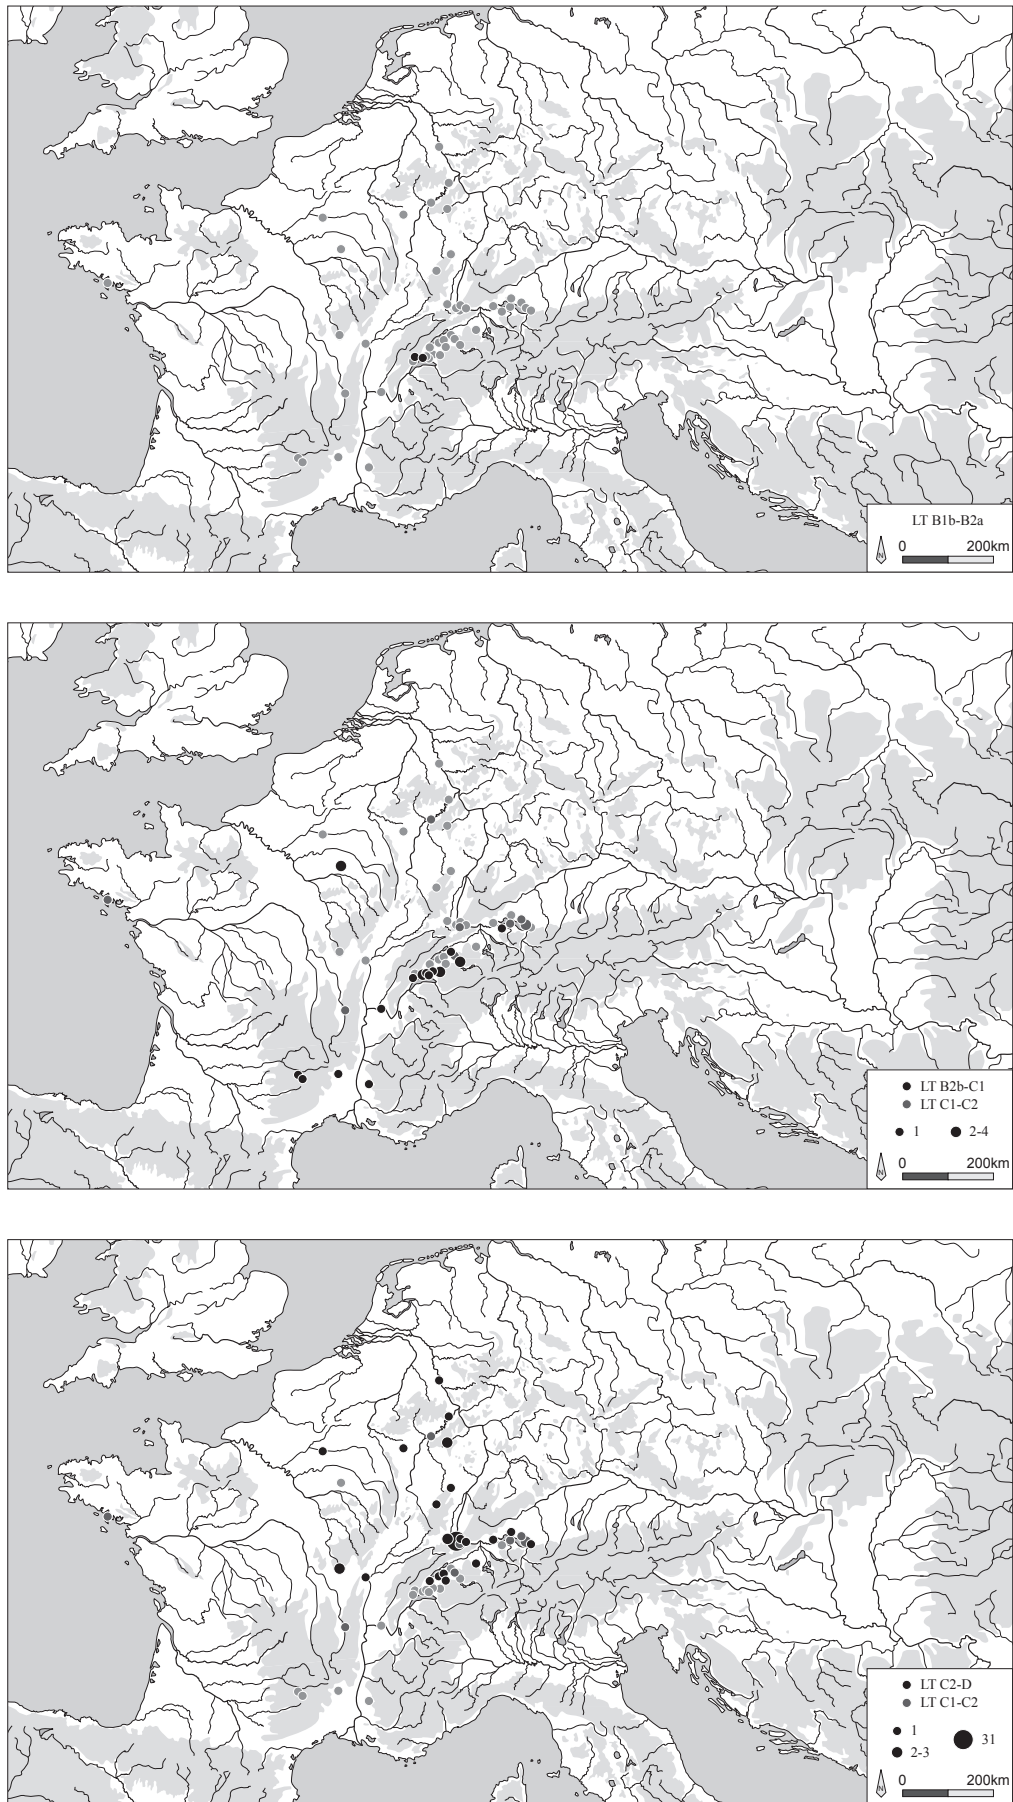 LT B1b-B2a
N
0 200km
LT B2b-C1
LT C1-C2
1 2-4
N
0 200km
LT C2-D
LT C1-C2
1 31
2-3
N
0 200km